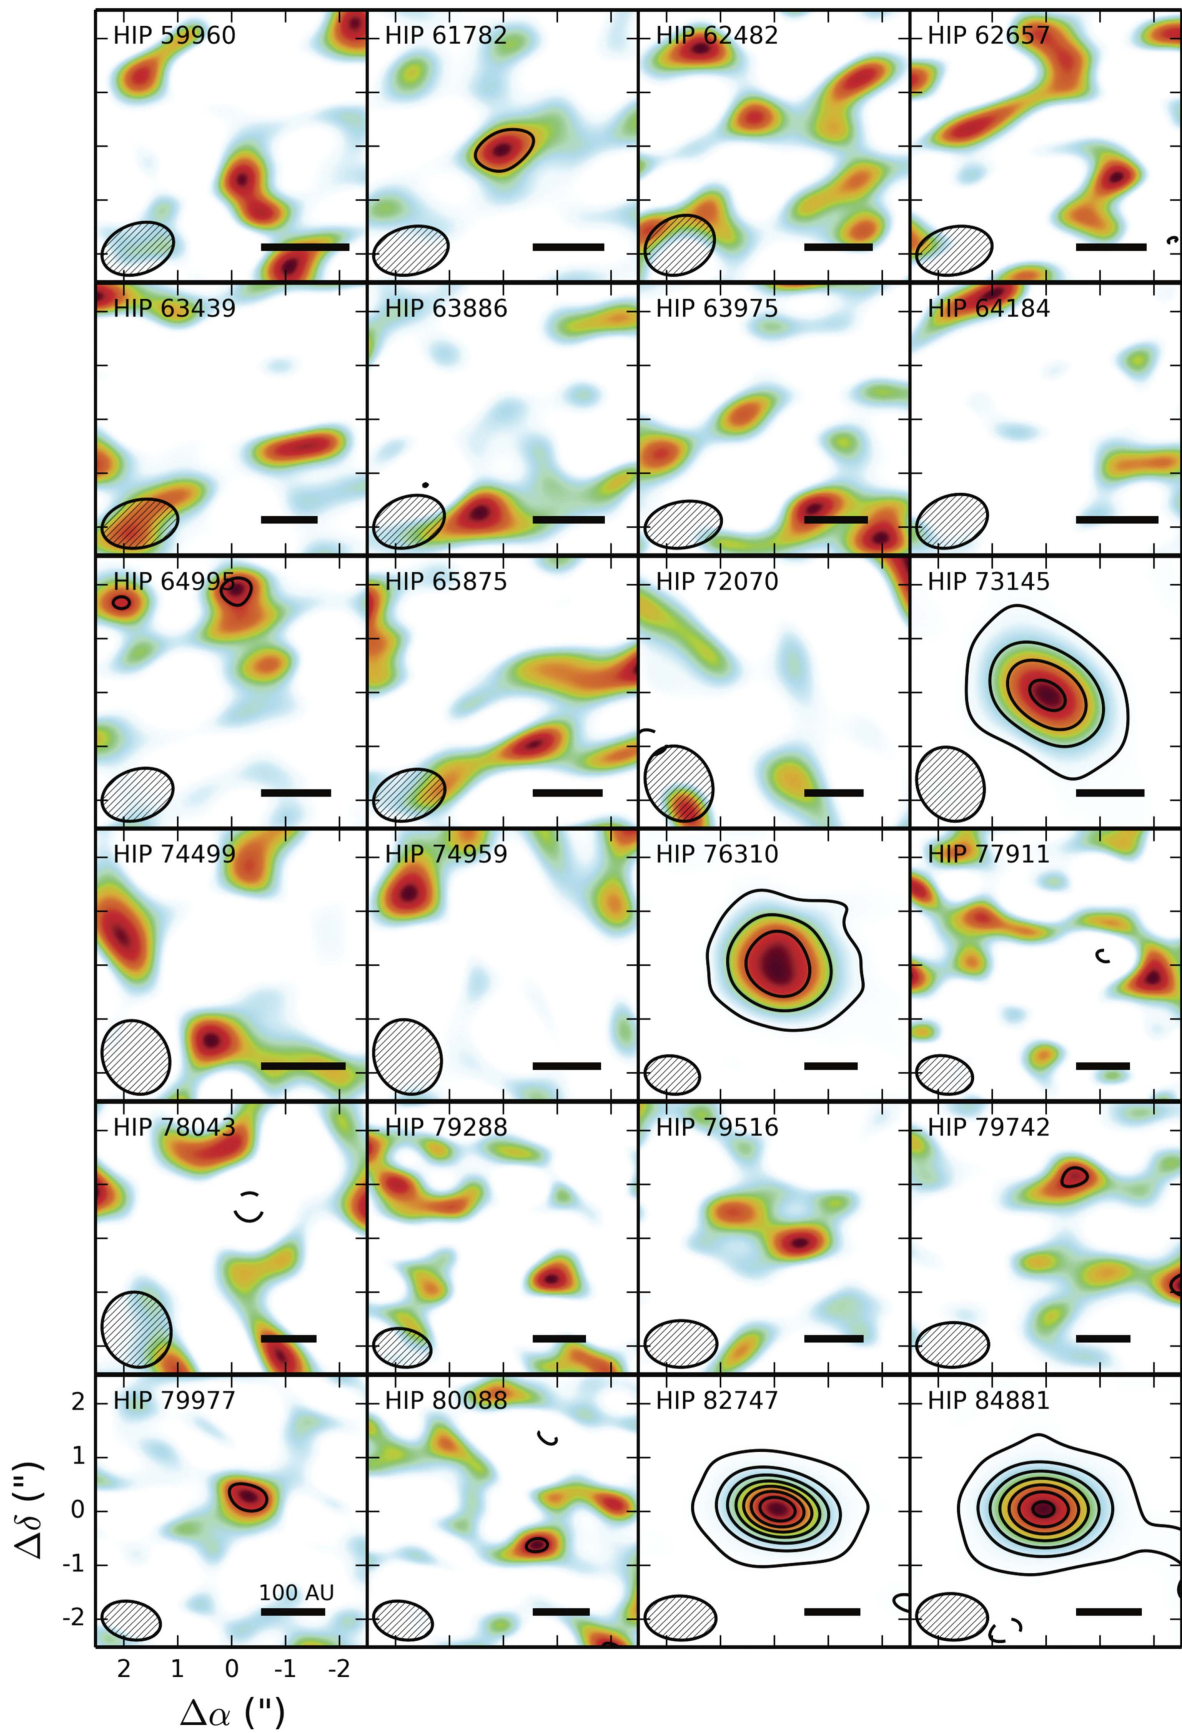 HIP 59960 HIP 61782 HIP 62482 HIP 62657
HIP 63439 HIP 63886 HIP 63975 HIP 64184
HIP 64995 HIP 65875 HIP 72070 HIP 73145
HIP 74499 HIP 74959 HIP 76310 HIP 77911
HIP 78043 HIP 79288 HIP 79516 HIP 79742
HIP 79977 HIP 80088 HIP 82747 HIP 84881
2
1
0
-1
-2
Δδ (")
100 AU
2 1 0 -1 -2
Δα (")